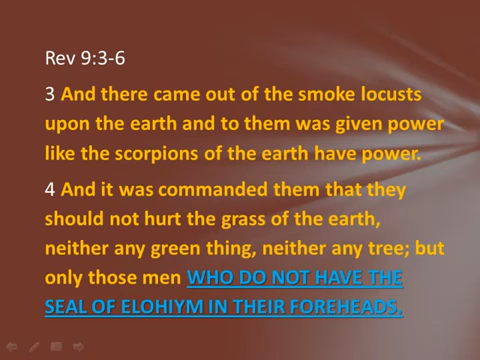 Rev 9:3-6
3 And there came out of the smoke locusts
upon the earth and to them was given power
like the scorpions of the earth have power.
4 And it was commanded them that they
should not hurt the grass of the earth,
neither any green thing, neither any tree; but
only those men WHO DO NOT HAVE THE
SEAL OF ELOHIYM IN THEIR FOREHEADS.